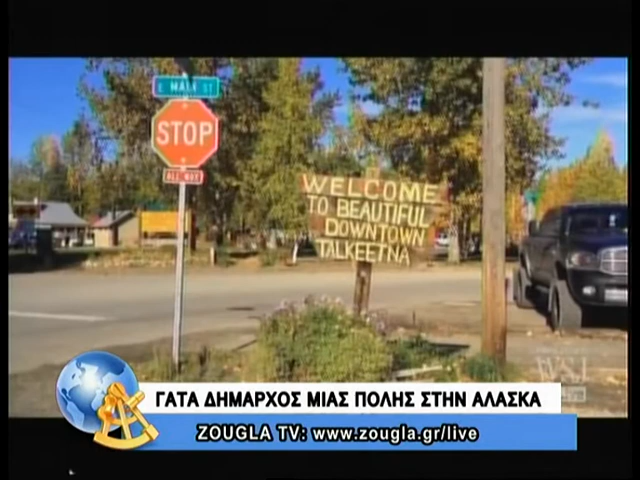 E. MAIN ST
STOP
ALL WAY
WELCOME
TO BEAUTIFUL
DOWNTOWN
TALKEETNA
WSJ
ΓΑΤΑ ΔΗΜΑΡΧΟΣ ΜΙΑΣ ΠΟΛΗΣ ΣΤΗΝ ΑΛΑΣΚΑ
ZOUGLA TV: www.zougla.gr/live